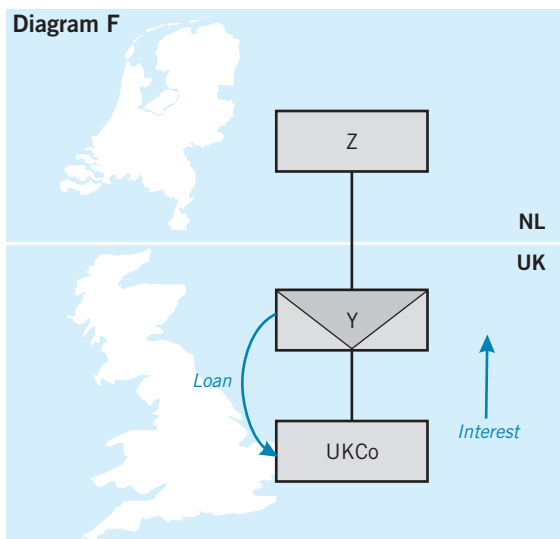 Diagram F
Z
NL
UK
Y
Loan
Interest
UKCo